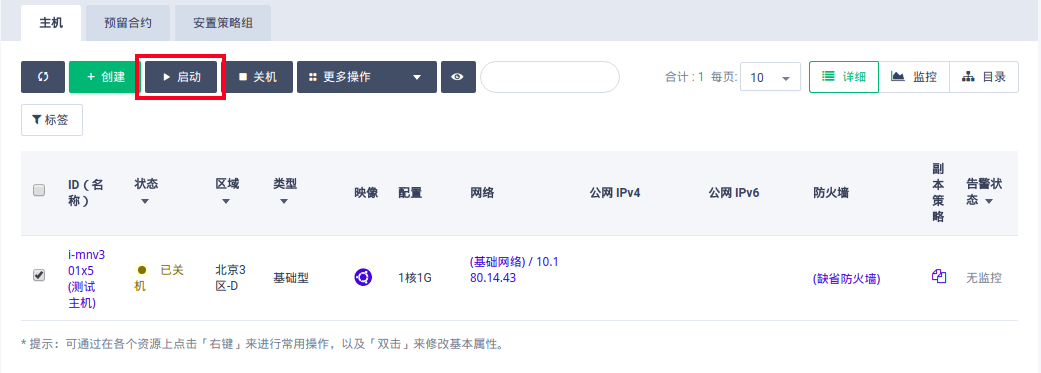 主机 预留合约 安置策略组
+ 创建 启动 关机 更多操作 合计 : 1 每页: 10 详细 监控 目录
标签
ID（名称） 状态 区域 类型 映像 配置 网络 公网 IPv4 公网 IPv6 防火墙 副本策略 告警状态
i-mnv3
01x5
(测试
主机)
已关
机
北京3
区-D
基础型
1核1G
(基础网络) / 10.1
80.14.43
(缺省防火墙)
无监控
* 提示：可通过在各个资源上点击「右键」来进行常用操作，以及「双击」来修改基本属性。